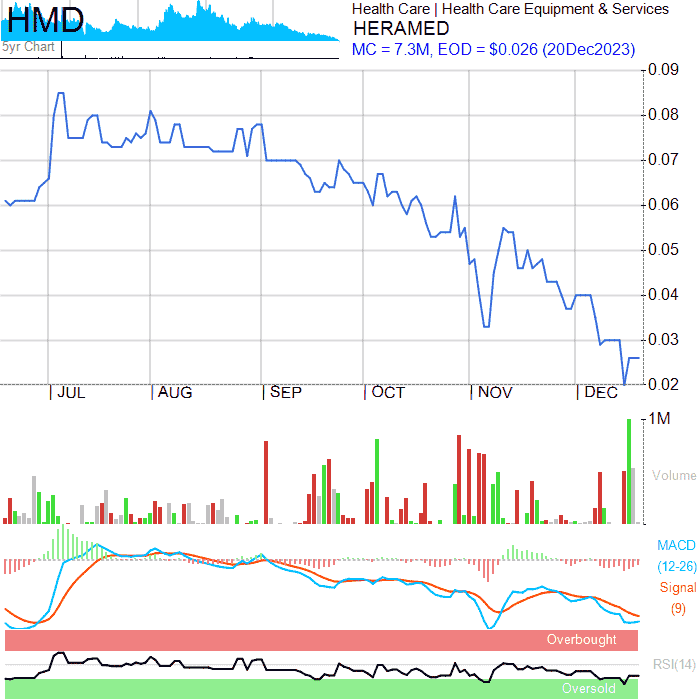 HMD
5yr Chart
Health Care | Health Care Equipment & Services
HERAMED
MC = 7.3M, EOD = $0.026 (20Dec2023)
0.09
0.08
0.07
0.06
0.05
0.04
0.03
0.02
JUL AUG SEP OCT NOV DEC
1M
Volume
MACD
(12-26)
Signal
(9)
Overbought
RSI(14)
Oversold